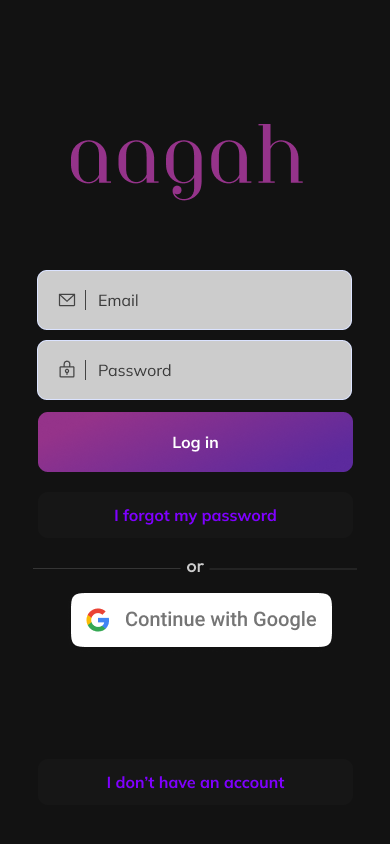 aagah
Email
Password
Log in
I forgot my password
or
Continue with Google
I don't have an account